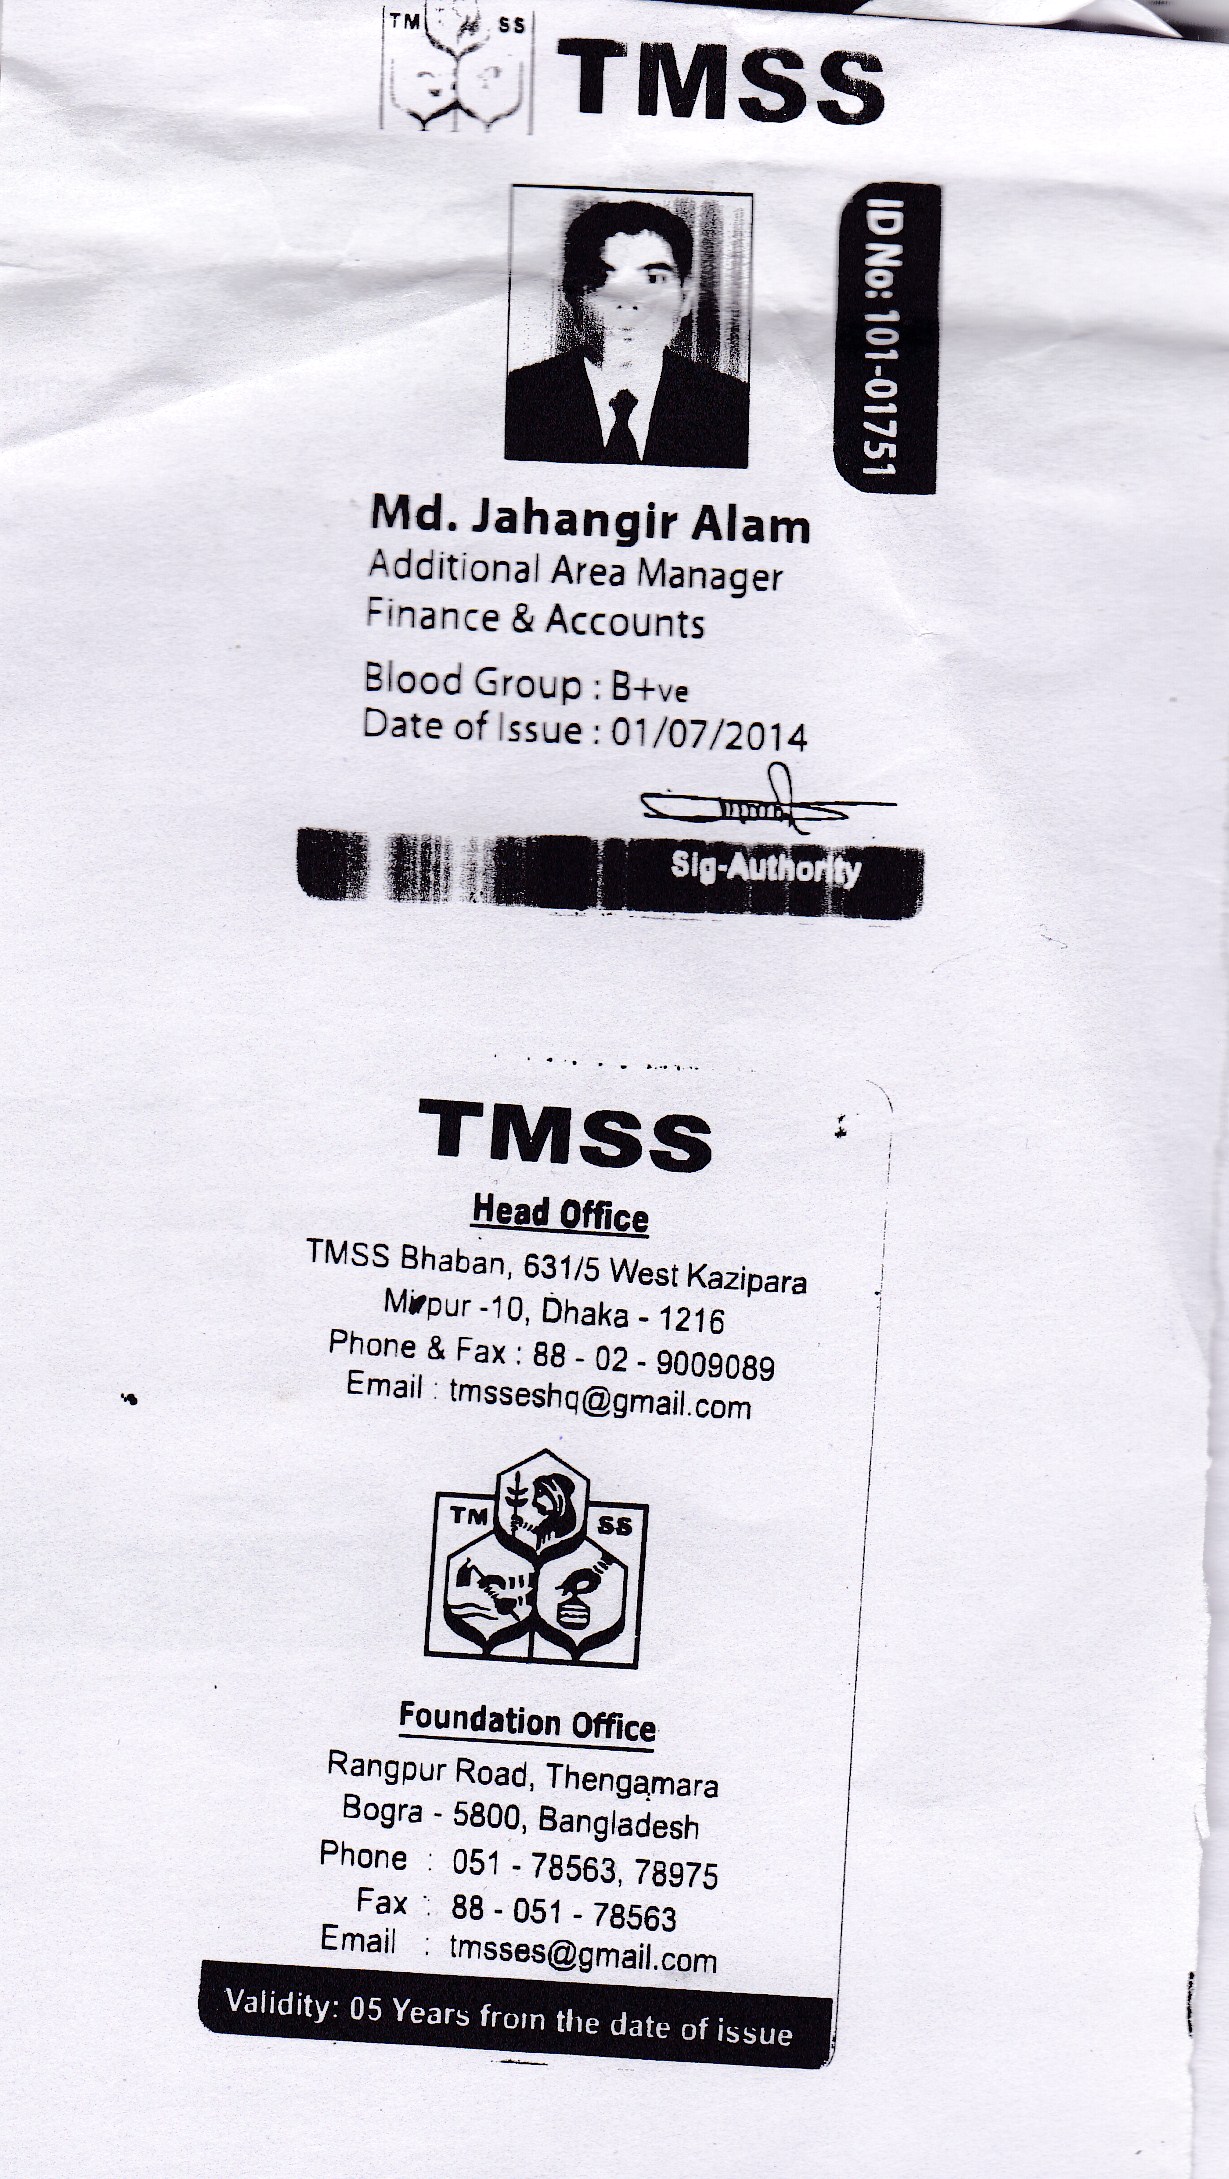 TM SS
TMSS
ID No: 101-01751
Md. Jahangir Alam
Additional Area Manager
Finance & Accounts
Blood Group : B+ve
Date of Issue : 01/07/2014
Sig-Authority
TMSS
Head Office
TMSS Bhaban, 631/5 West Kazipara
Mirpur -10, Dhaka - 1216
Phone & Fax : 88 - 02 - 9009089
Email : tmsseshq@gmail.com
TM SS
Foundation Office
Rangpur Road, Thengamara
Bogra - 5800, Bangladesh
Phone : 051 - 78563, 78975
Fax : 88 - 051 - 78563
Email : tmsses@gmail.com
Validity: 05 Years from the date of issue